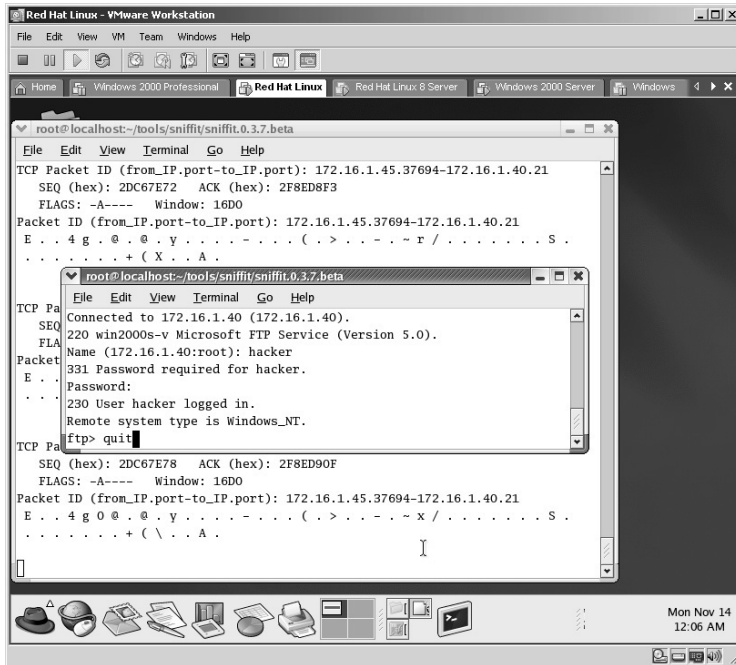 Red Hat Linux - VMware Workstation
File Edit View VM Team Windows Help
Home Windows 2000 Professional Red Hat Linux Red Hat Linux 8 Server Windows 2000 Server Windows
root@localhost:~/tools/sniffit/sniffit.0.3.7.beta
File Edit View Terminal Go Help
TCP Packet ID (from_IP.port-to_IP.port): 172.16.1.45.37694-172.16.1.40.21
SEQ (hex): 2DC67E72 ACK (hex): 2F8ED8F3
FLAGS: -A---- Window: 16D0
Packet ID (from_IP.port-to_IP.port): 172.16.1.45.37694-172.16.1.40.21
E . . 4 g . @ . @ . y . . . . - . . . ( . > . . - . ~ r / . . . . . . . S .
. . . . . . . + ( X . . A .
root@localhost:~/tools/sniffit/sniffit.0.3.7.beta
File Edit View Terminal Go Help
Connected to 172.16.1.40 (172.16.1.40).
220 win2000s-v Microsoft FTP Service (Version 5.0).
Name (172.16.1.40:root): hacker
331 Password required for hacker.
Password:
230 User hacker logged in.
Remote system type is Windows_NT.
ftp> quit
TCP Pa
SEQ
FLA
Packet
E . .
. . .
TCP Pa
SEQ (hex): 2DC67E78 ACK (hex): 2F8ED90F
FLAGS: -A---- Window: 16D0
Packet ID (from_IP.port-to_IP.port): 172.16.1.45.37694-172.16.1.40.21
E . . 4 g O @ . @ . y . . . . - . . . ( . > . . - . ~ x / . . . . . . . S .
. . . . . . . + ( \ . . A .
Mon Nov 14
12:06 AM